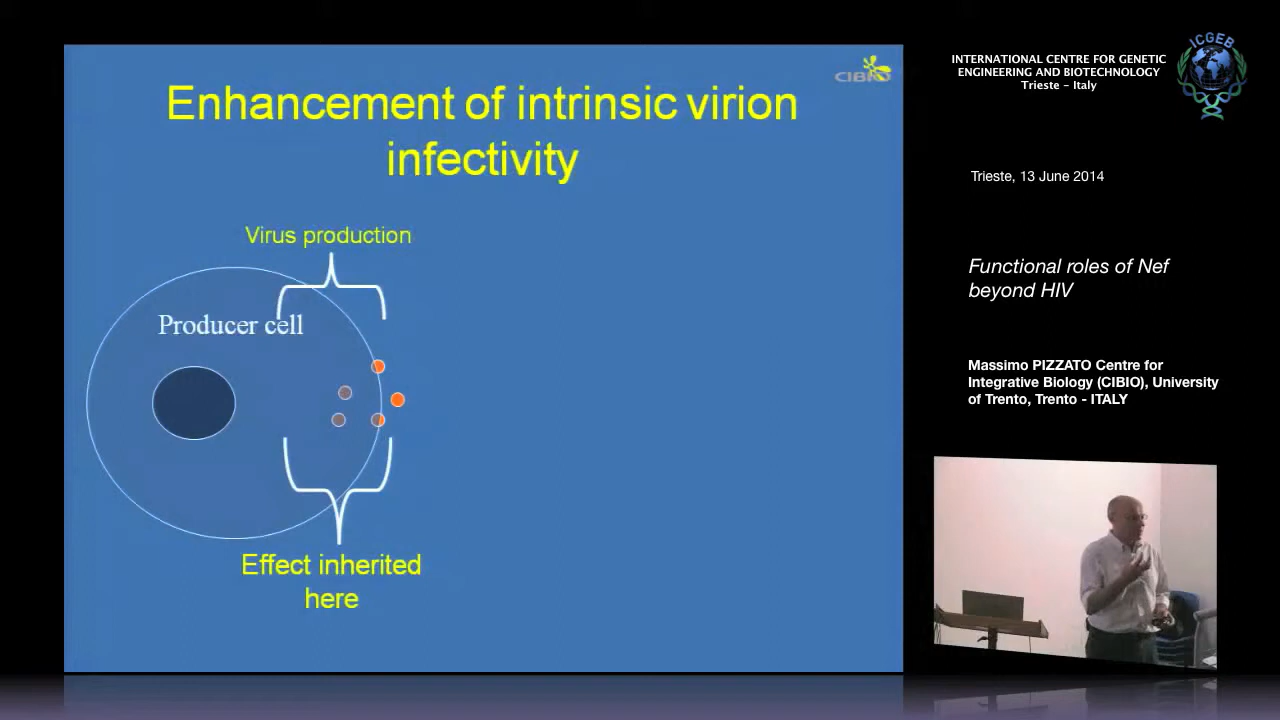 Enhancement of intrinsic virion
infectivity
CIBIO
Virus production
Producer cell
Effect inherited
here
INTERNATIONAL CENTRE FOR GENETIC
ENGINEERING AND BIOTECHNOLOGY
Trieste - Italy
ICGEB
Trieste, 13 June 2014
Functional roles of Nef
beyond HIV
Massimo PIZZATO Centre for
Integrative Biology (CIBIO), University
of Trento, Trento - ITALY